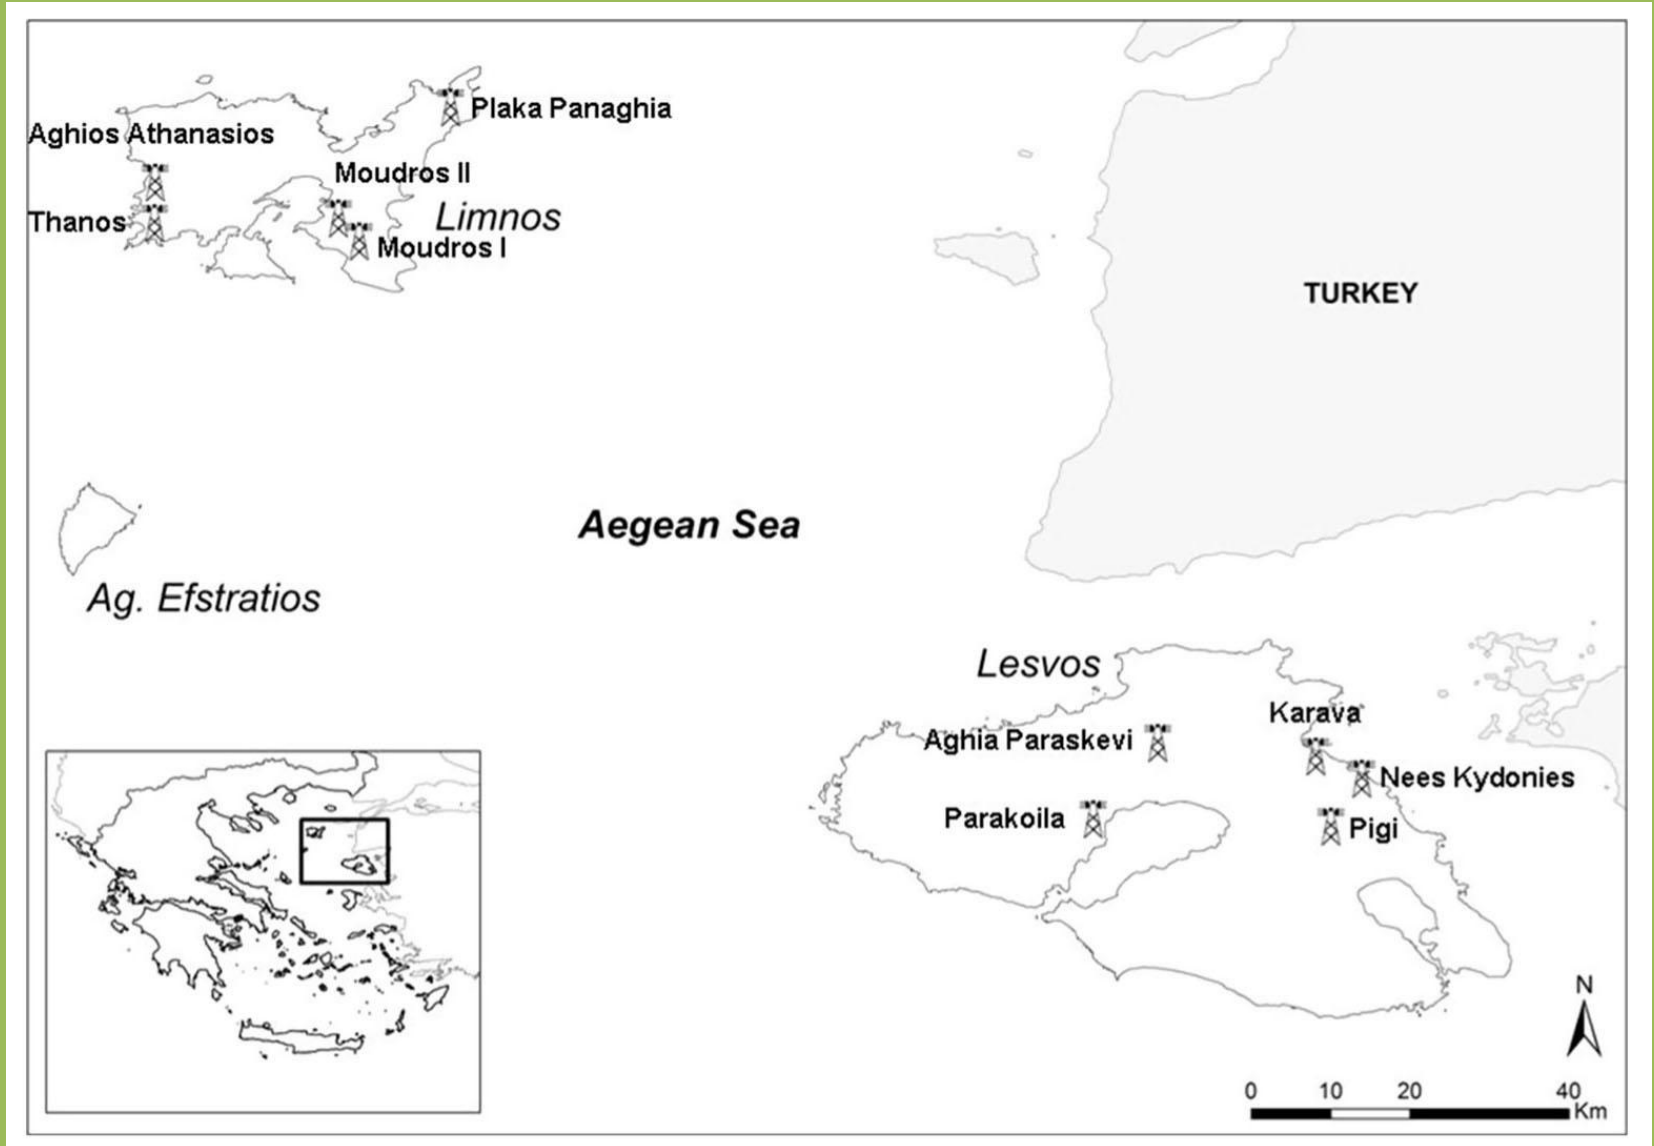 Plaka Panaghia
Aghios Athanasios
Moudros II
Thanos
Limnos
Moudros I
TURKEY
Aegean Sea
Ag. Efstratios
Lesvos
Karava
Aghia Paraskevi
Nees Kydonies
Parakoila
Pigi
N
0 10 20 40
Km